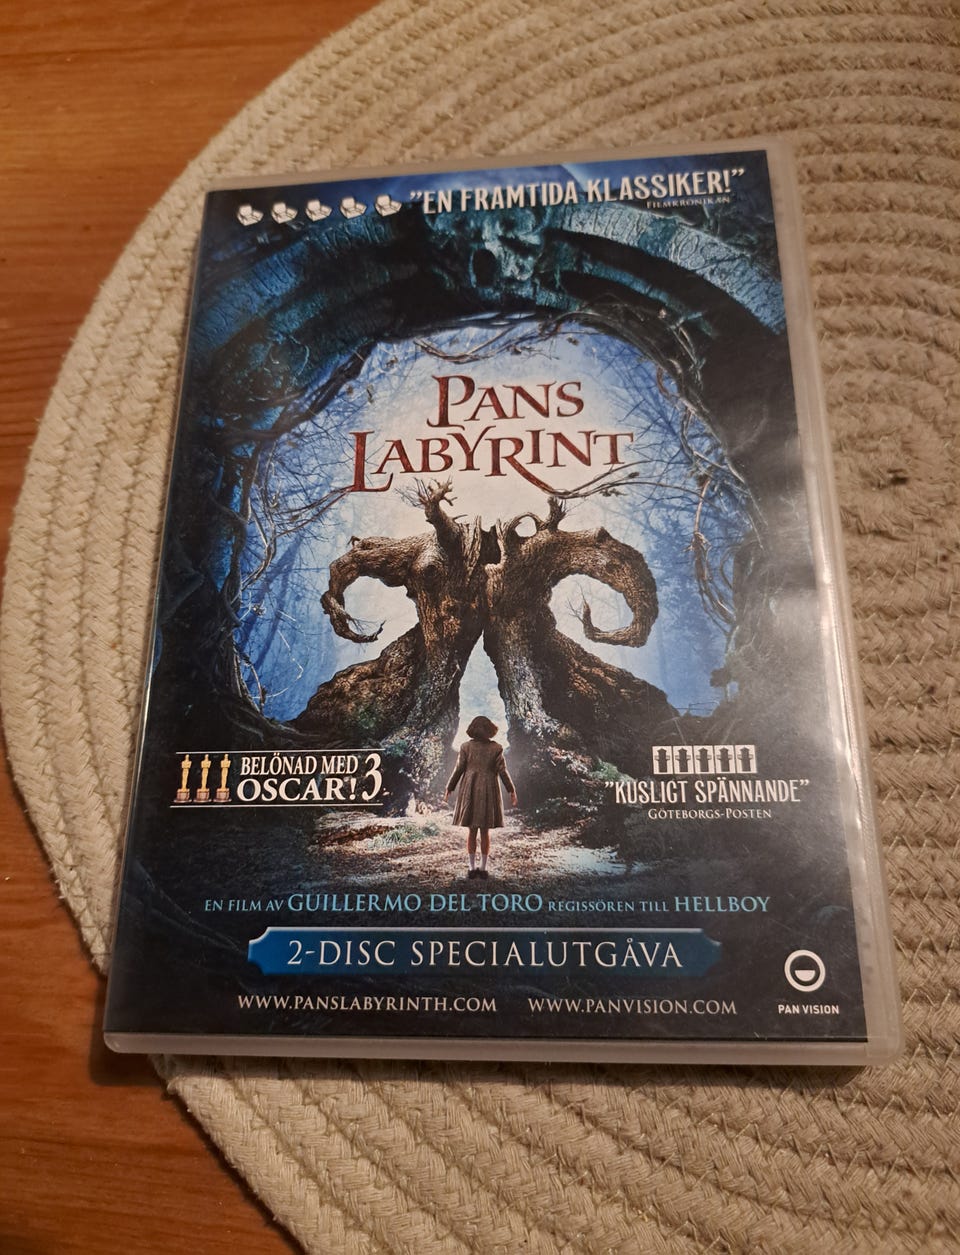 "EN FRAMTIDA KLASSIKER!"
FILMKRÖNIKAN
PANS
LABYRINT
BELÖNAD MED 3
OSCAR!
"KUSLIGT SPÄNNANDE"
GÖTEBORGS-POSTEN
EN FILM AV GUILLERMO DEL TORO REGISSÖREN TILL HELLBOY
2-DISC SPECIALUTGÅVA
WWW.PANSLABYRINTH.COM WWW.PANVISION.COM
PAN VISION